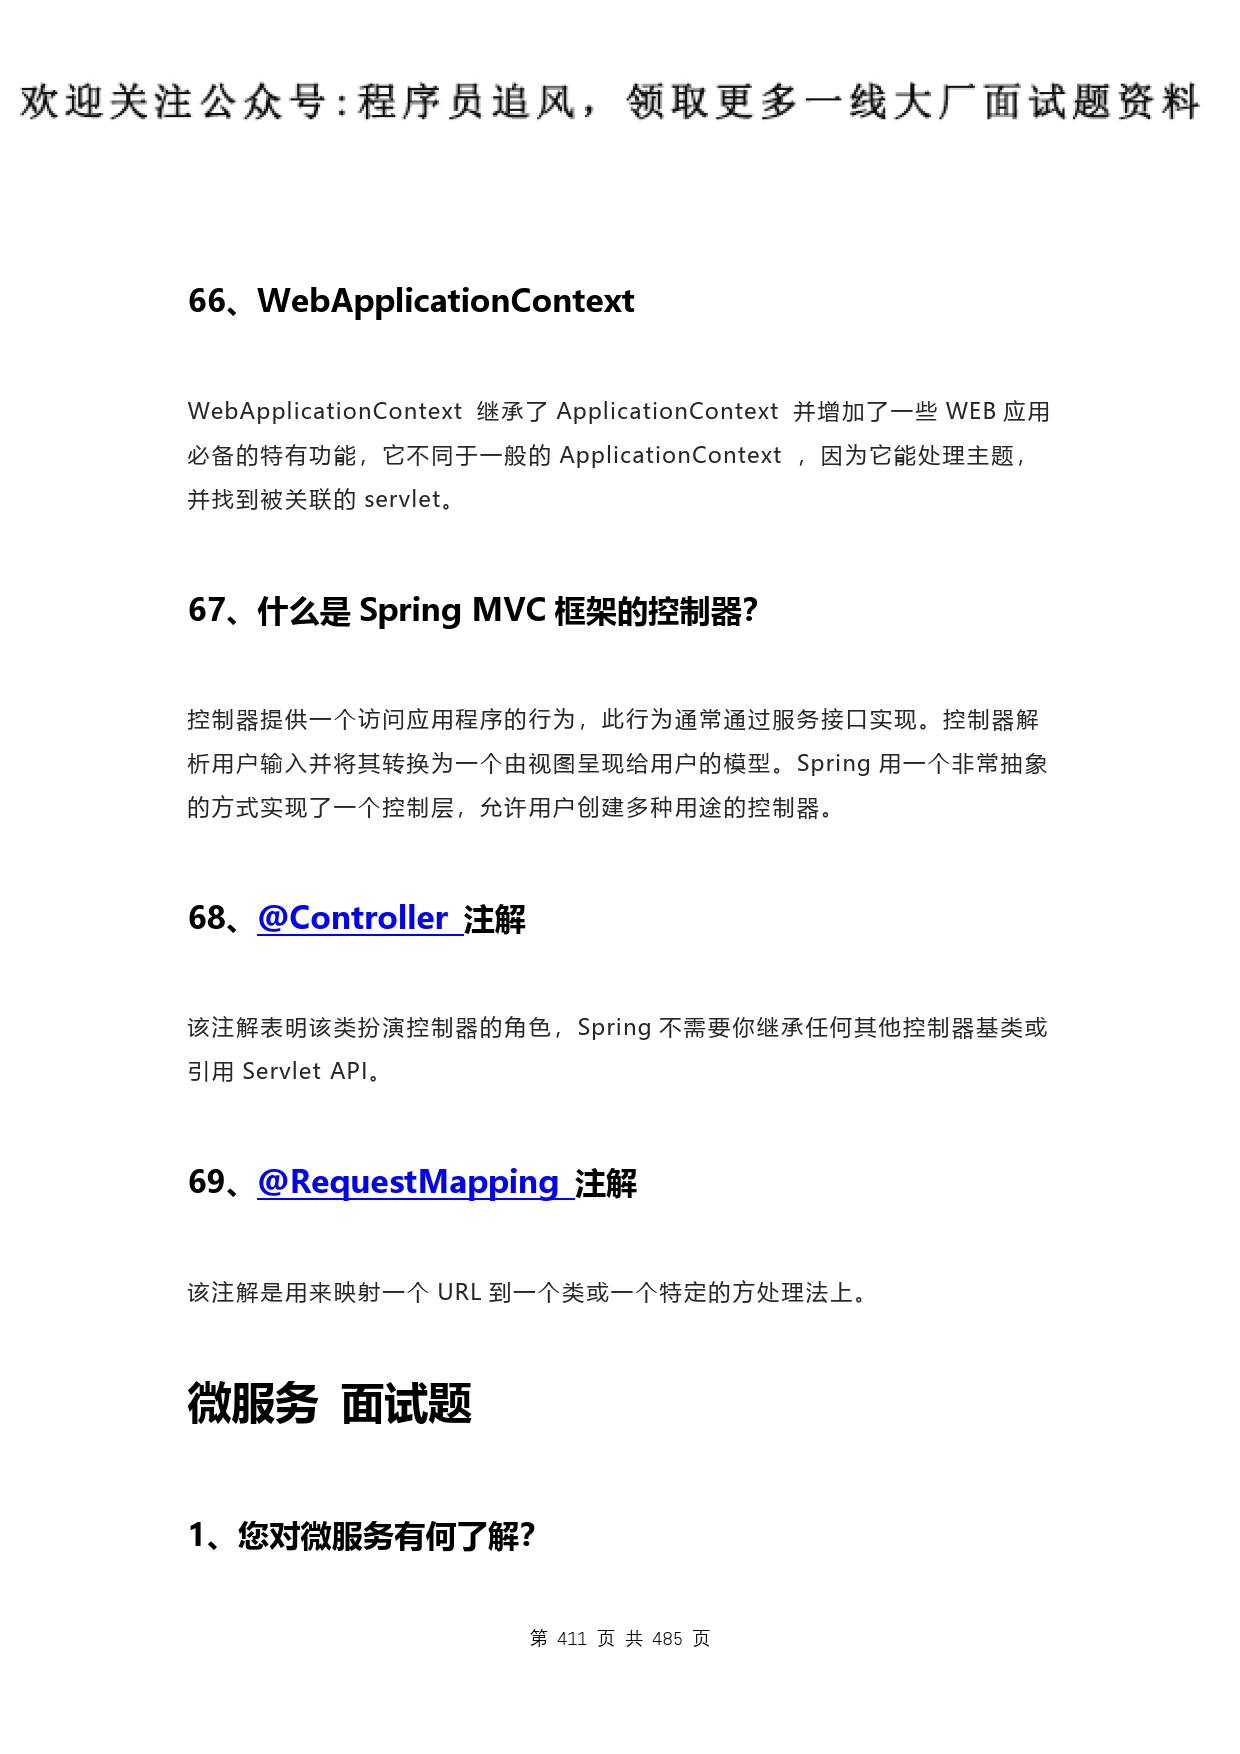 欢迎关注公众号:程序员追风，领取更多一线大厂面试题资料
66、WebApplicationContext
WebApplicationContext 继承了 ApplicationContext 并增加了一些 WEB 应用
必备的特有功能，它不同于一般的 ApplicationContext ，因为它能处理主题，
并找到被关联的 servlet。
67、什么是 Spring MVC 框架的控制器？
控制器提供一个访问应用程序的行为，此行为通常通过服务接口实现。控制器解
析用户输入并将其转换为一个由视图呈现给用户的模型。Spring 用一个非常抽象
的方式实现了一个控制层，允许用户创建多种用途的控制器。
68、@Controller 注解
该注解表明该类扮演控制器的角色，Spring 不需要你继承任何其他控制器基类或
引用 Servlet API。
69、@RequestMapping 注解
该注解是用来映射一个 URL 到一个类或一个特定的方处理法上。
微服务 面试题
1、您对微服务有何了解？
第 411 页 共 485 页